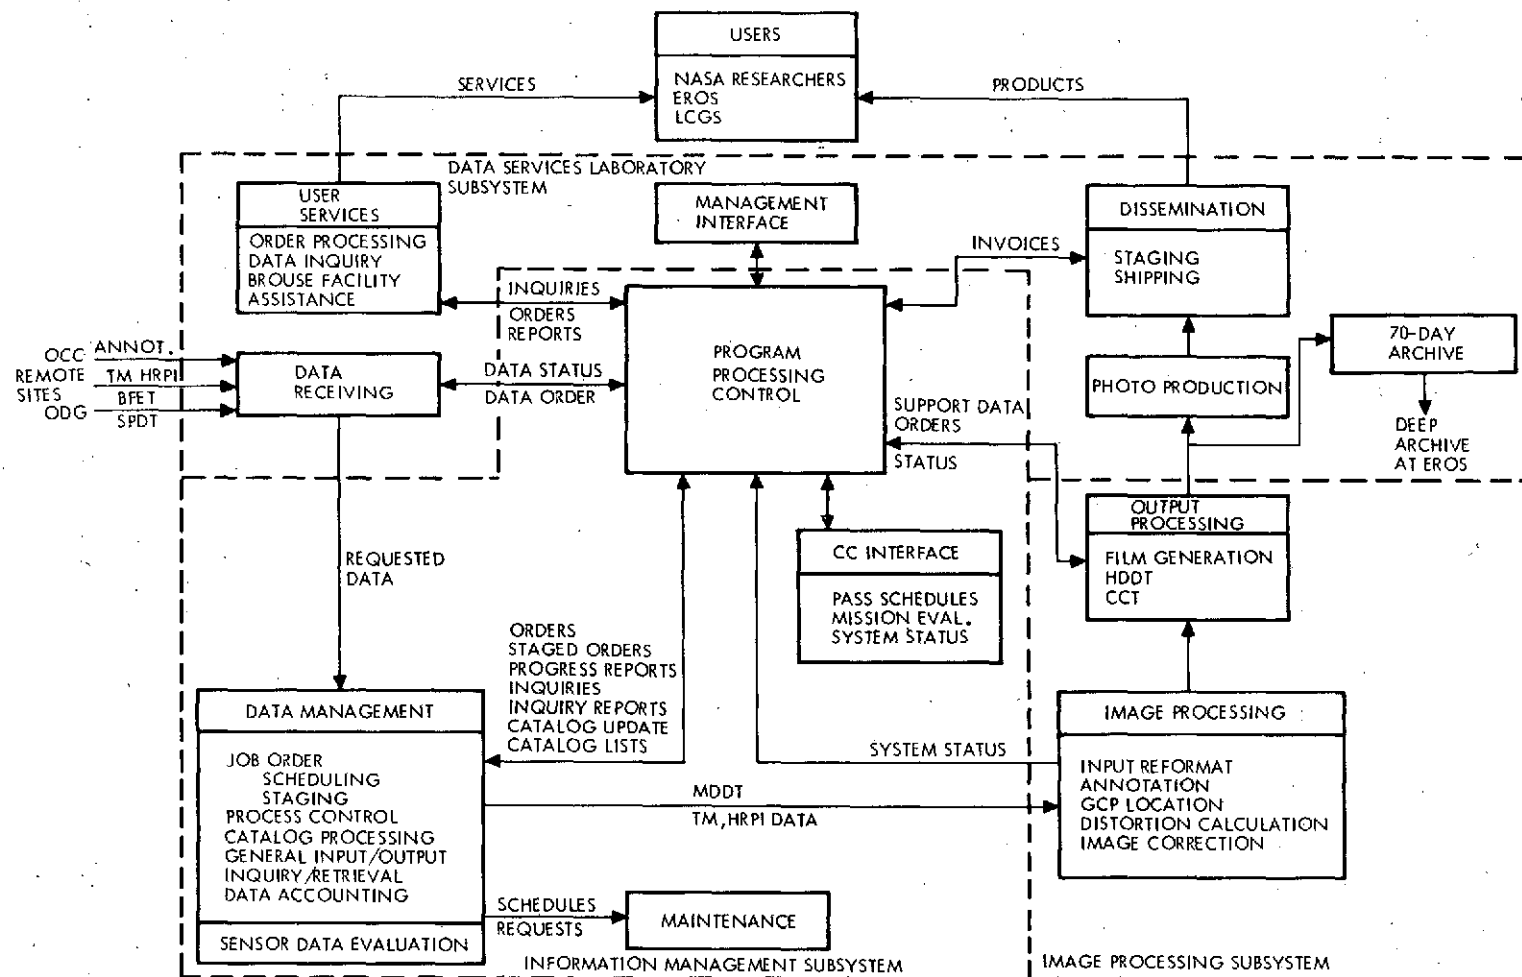 USERS
NASA RESEARCHERS
EROS
LCGS
SERVICES
PRODUCTS
DATA SERVICES LABORATORY
SUBSYSTEM
USER
SERVICES
ORDER PROCESSING
DATA INQUIRY
BROUSE FACILITY
ASSISTANCE
MANAGEMENT
INTERFACE
DISSEMINATION
STAGING
SHIPPING
INVOICES
INQUIRIES
ORDERS
REPORTS
PROGRAM
PROCESSING
CONTROL
70-DAY
ARCHIVE
DEEP
ARCHIVE
AT EROS
PHOTO PRODUCTION
OCC
REMOTE
SITES
ODG
ANNOT.
TM HRPI
BFET
SPDT
DATA
RECEIVING
DATA STATUS
DATA ORDER
SUPPORT DATA
ORDERS
STATUS
OUTPUT
PROCESSING
FILM GENERATION
HDDT
CCT
REQUESTED
DATA
CC INTERFACE
PASS SCHEDULES
MISSION EVAL.
SYSTEM STATUS
ORDERS
STAGED ORDERS
PROGRESS REPORTS
INQUIRIES
INQUIRY REPORTS
CATALOG UPDATE
CATALOG LISTS
DATA MANAGEMENT
JOB ORDER
SCHEDULING
STAGING
PROCESS CONTROL
CATALOG PROCESSING
GENERAL INPUT/OUTPUT
INQUIRY/RETRIEVAL
DATA ACCOUNTING
SENSOR DATA EVALUATION
SYSTEM STATUS
MDDT
TM, HRPI DATA
IMAGE PROCESSING
INPUT REFORMAT
ANNOTATION
GCP LOCATION
DISTORTION CALCULATION
IMAGE CORRECTION
SCHEDULES
REQUESTS
MAINTENANCE
INFORMATION MANAGEMENT SUBSYSTEM
IMAGE PROCESSING SUBSYSTEM